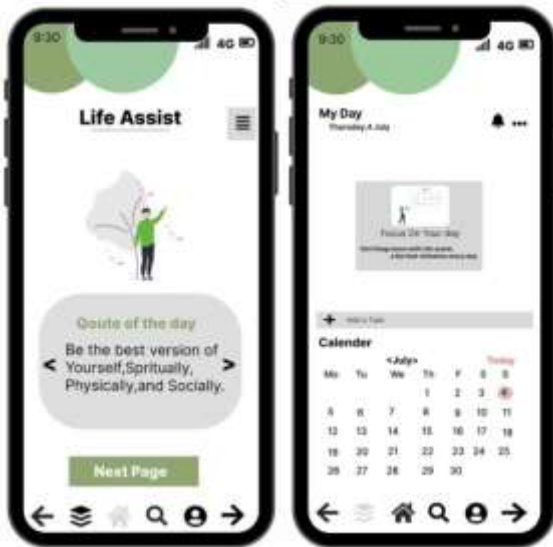 9:30
4G
Life Assist
Qoute of the day
< Be the best version of >
Yourself,Spritually,
Physically,and Socially.
Next Page
9:30
4G
My Day
Thursday,4 July
Focus On Your day
+ Add a Task
Calender
<July> Today
Mo Tu We Th F S S
1 2 3 4
5 6 7 8 9 10 11
12 13 14 15 16 17 18
19 20 21 22 23 24 25
26 27 28 29 30